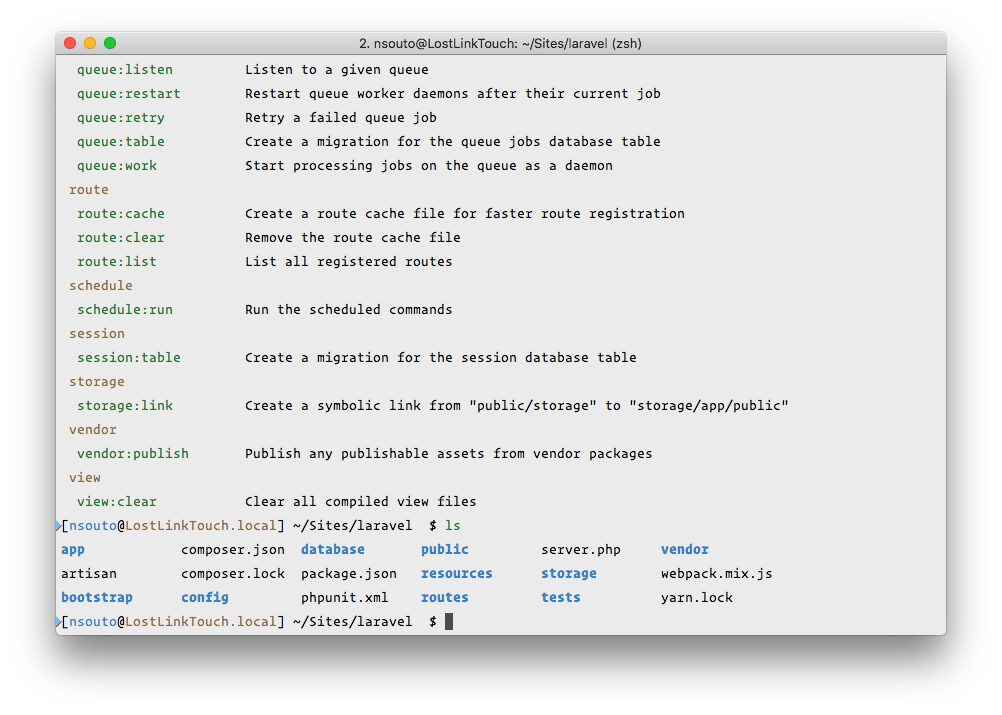 2. nsouto@LostLinkTouch: ~/Sites/laravel (zsh)
queue:listen Listen to a given queue
queue:restart Restart queue worker daemons after their current job
queue:retry Retry a failed queue job
queue:table Create a migration for the queue jobs database table
queue:work Start processing jobs on the queue as a daemon
route
route:cache Create a route cache file for faster route registration
route:clear Remove the route cache file
route:list List all registered routes
schedule
schedule:run Run the scheduled commands
session
session:table Create a migration for the session database table
storage
storage:link Create a symbolic link from "public/storage" to "storage/app/public"
vendor
vendor:publish Publish any publishable assets from vendor packages
view
view:clear Clear all compiled view files
[nsouto@LostLinkTouch.local] ~/Sites/laravel $ ls
app composer.json database public server.php vendor
artisan composer.lock package.json resources storage webpack.mix.js
bootstrap config phpunit.xml routes tests yarn.lock
[nsouto@LostLinkTouch.local] ~/Sites/laravel $